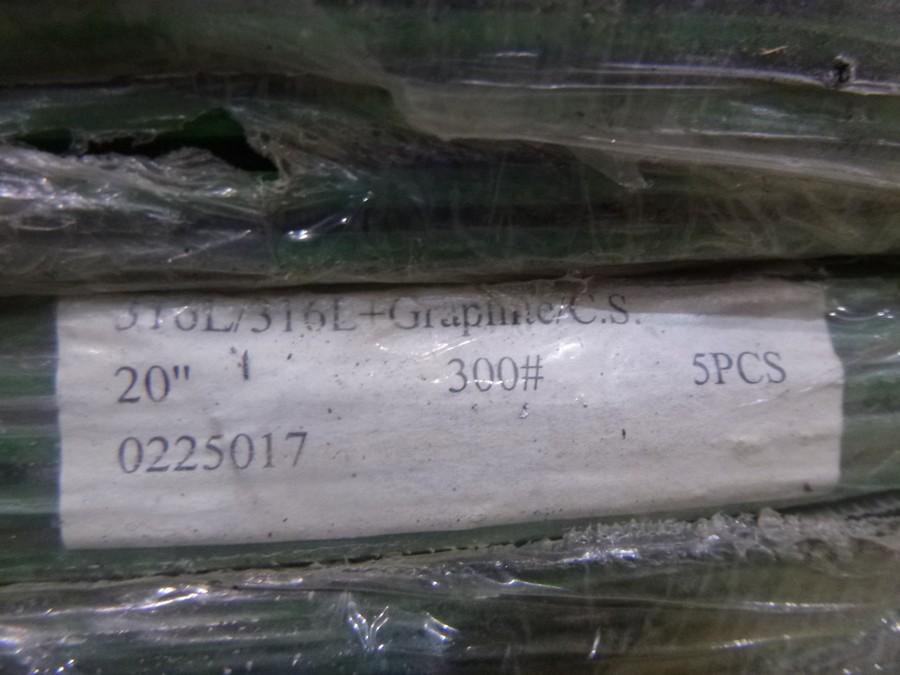 316L/316L+Graphite/C.S.
20" 300# 5PCS
0225017